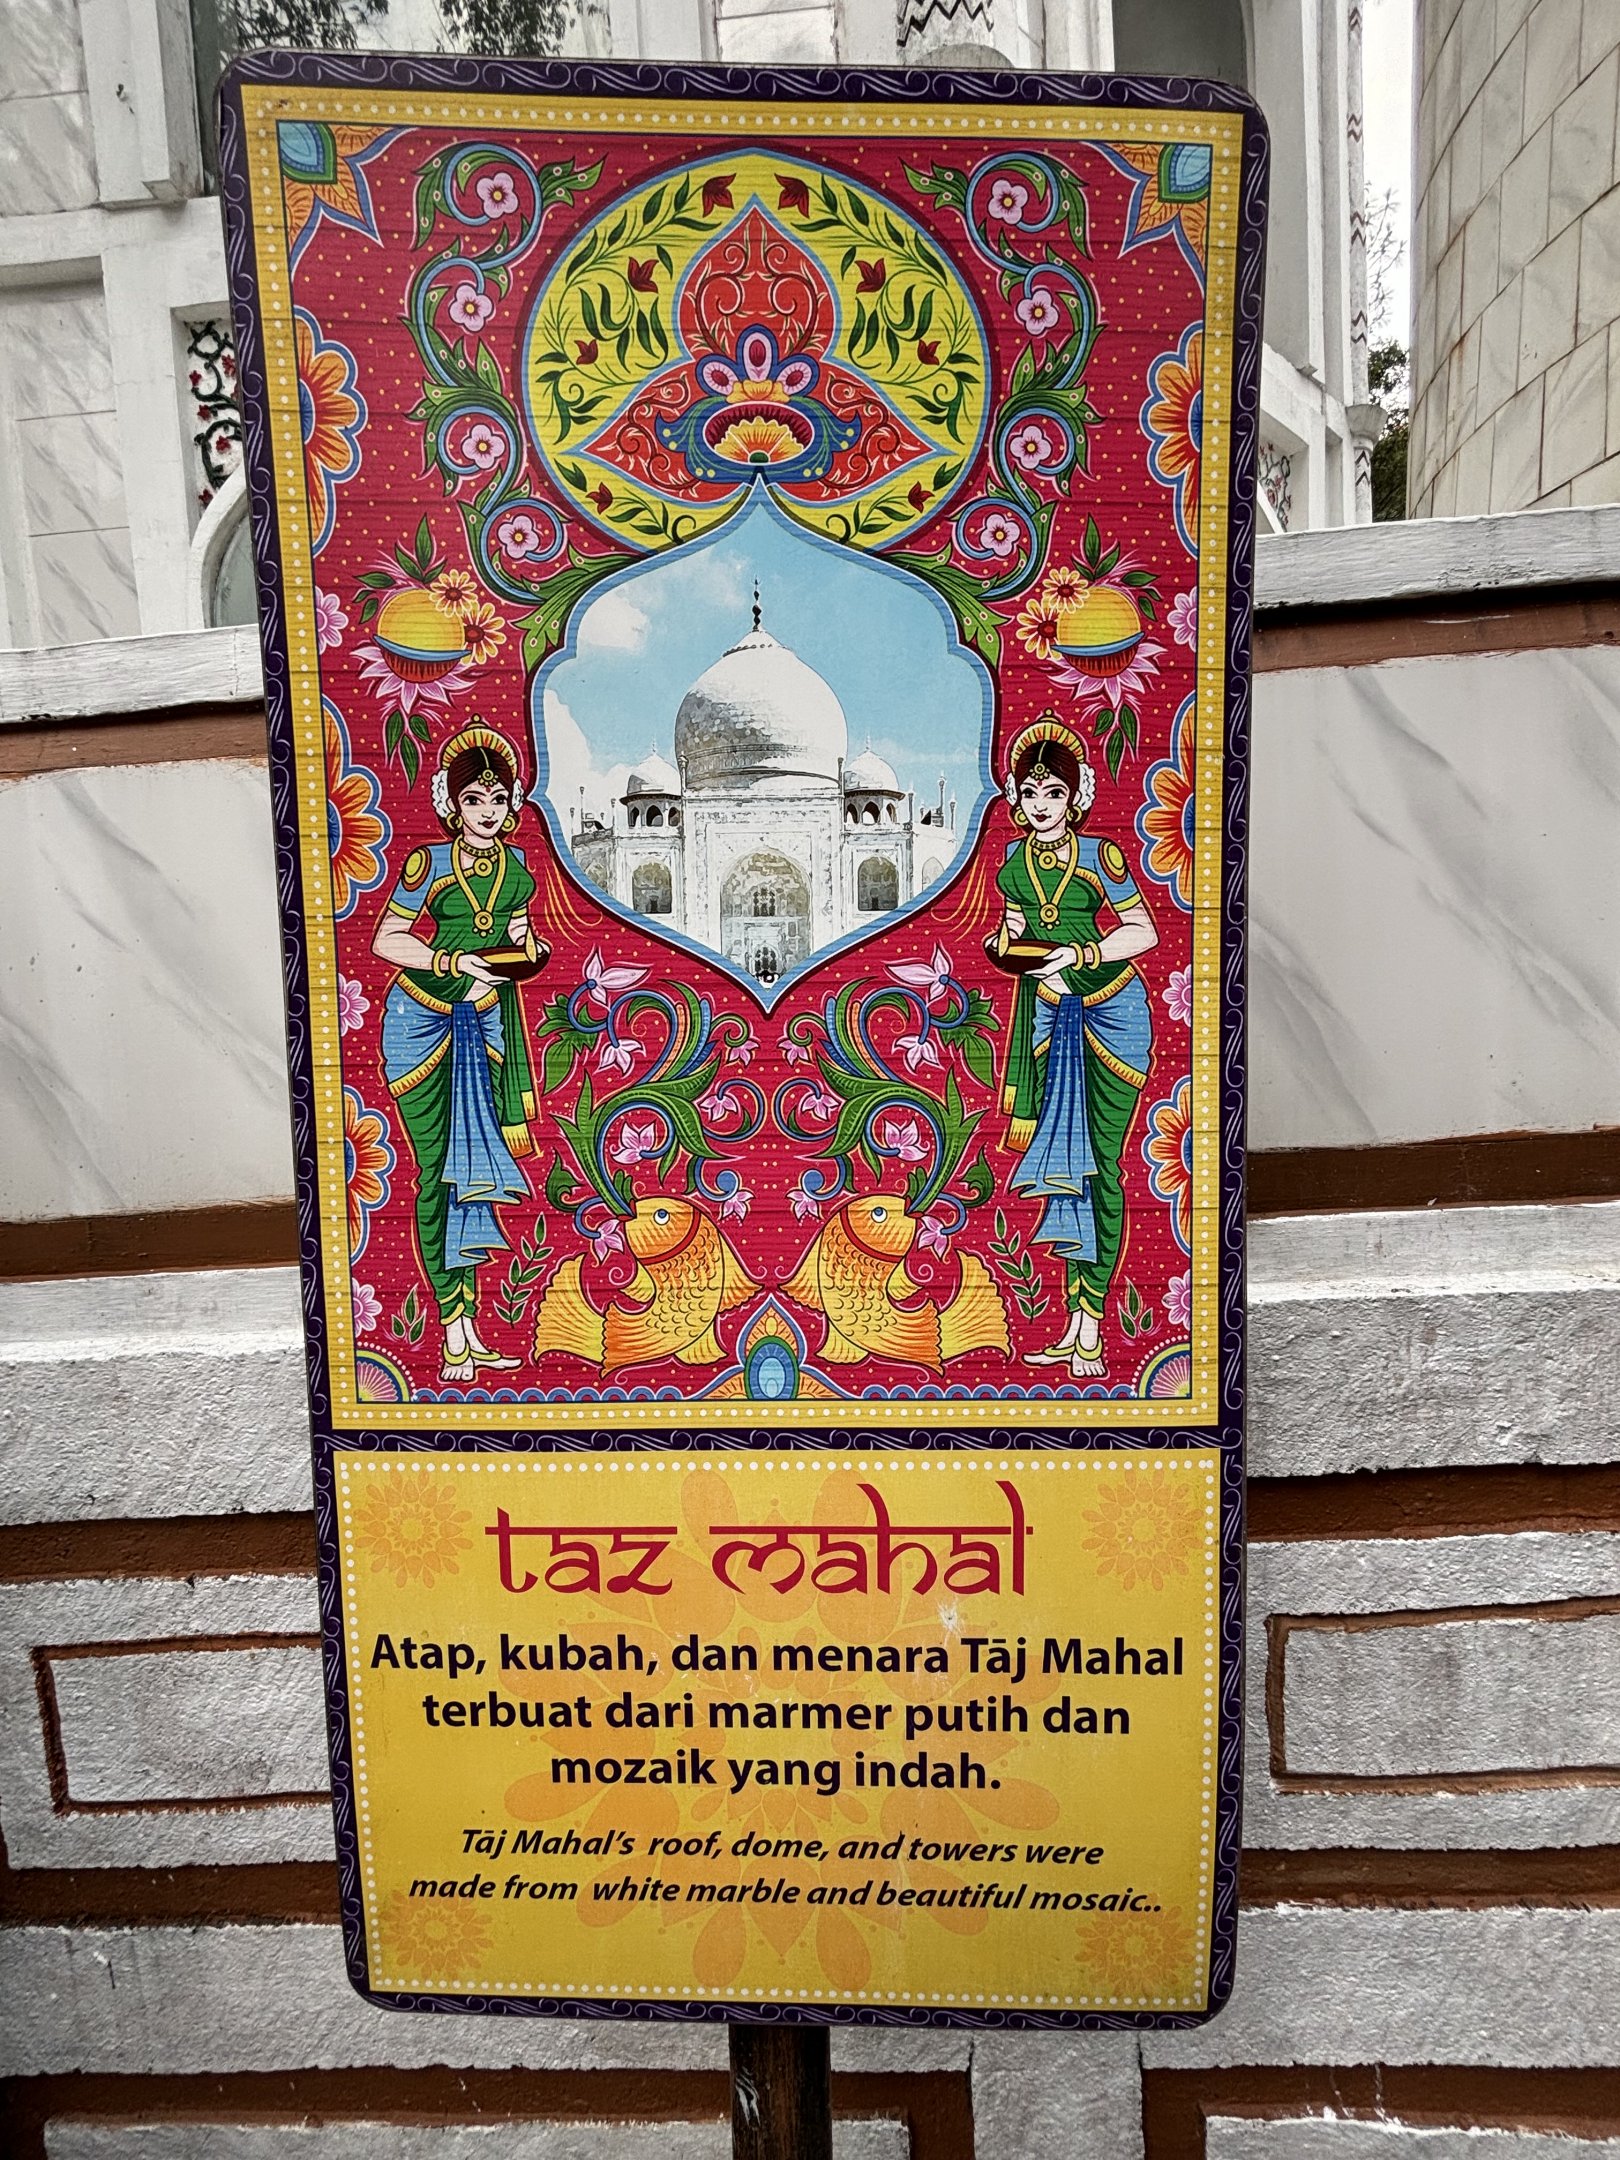 taz mahal
Atap, kubah, dan menara Tāj Mahal
terbuat dari marmer putih dan
mozaik yang indah.
Tāj Mahal's roof, dome, and towers were
made from white marble and beautiful mosaic..